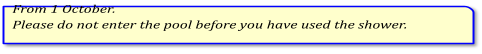 From 1 October.
Please do not enter the pool before you have used the shower.